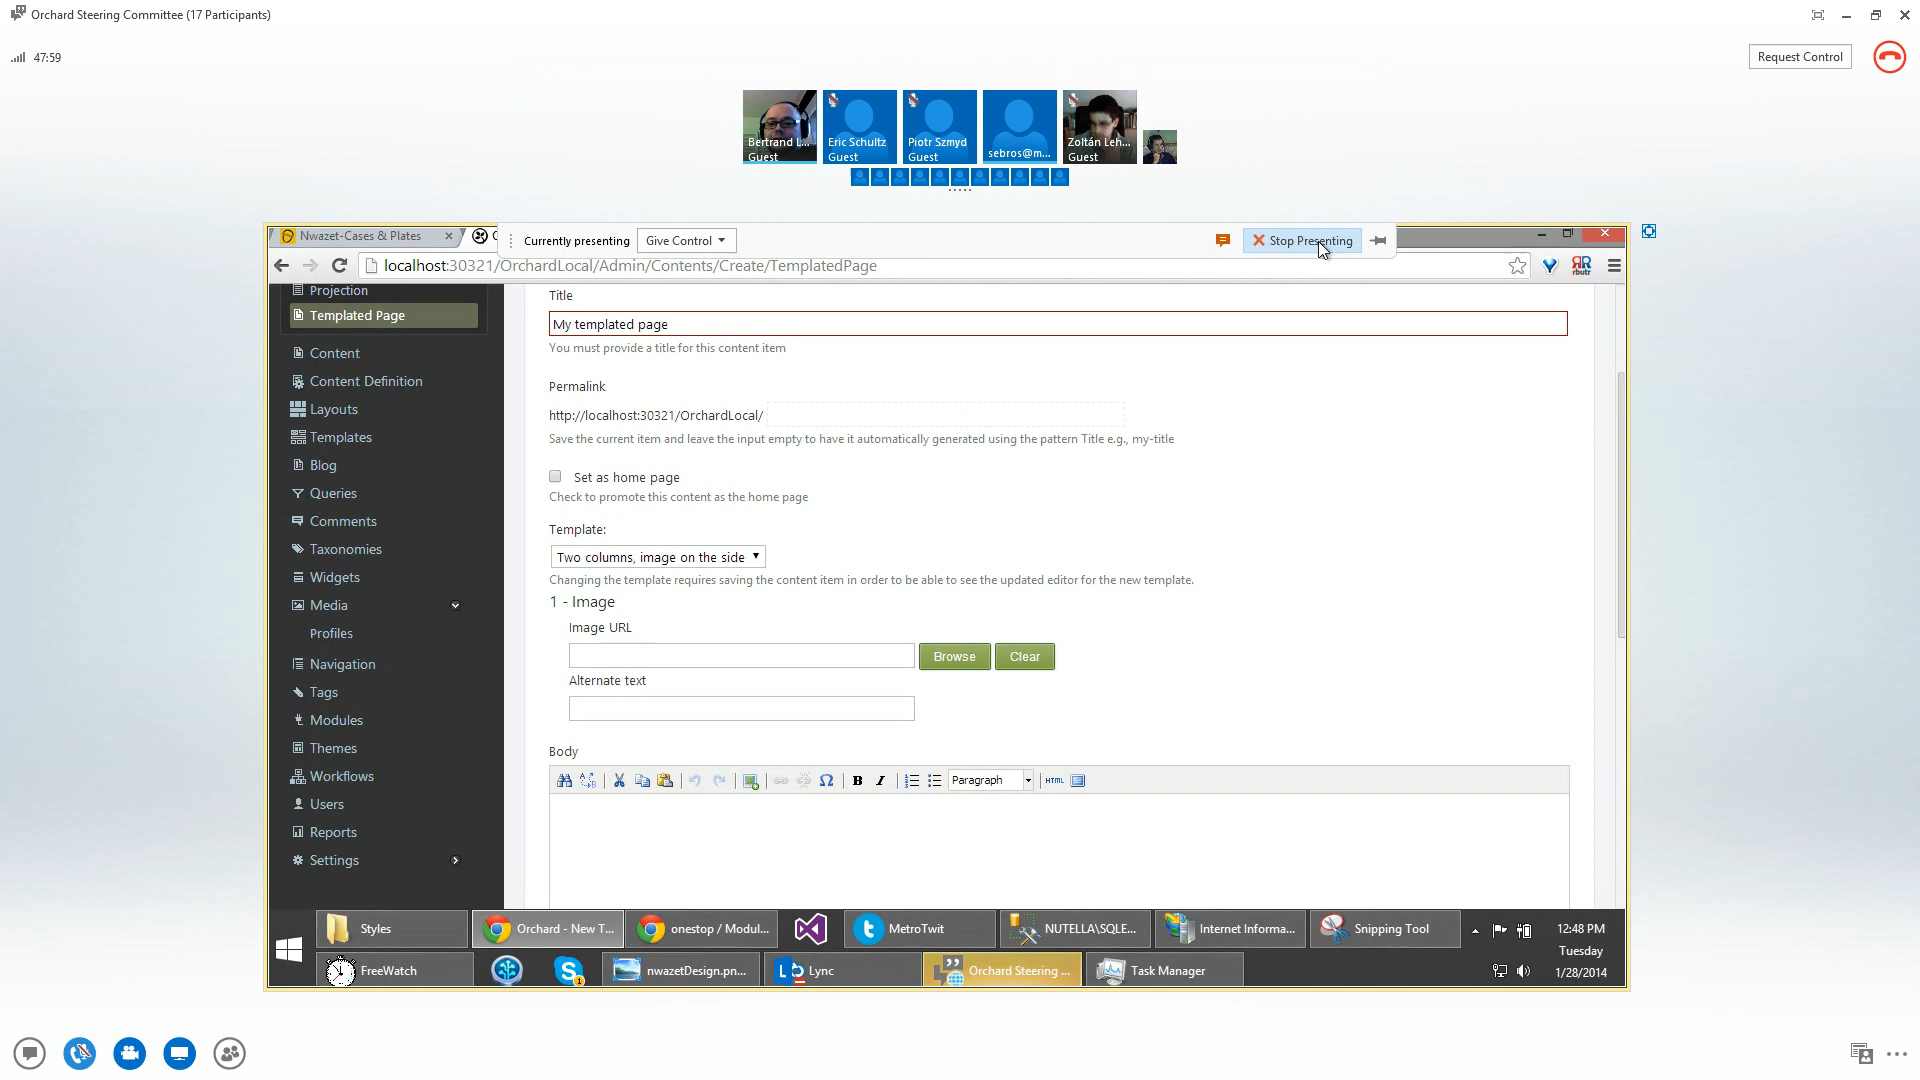 Orchard Steering Committee (17 Participants)
47:59
Request Control
Bertrand L...
Guest
Eric Schultz
Guest
Piotr Szmyd
Guest
sebros@m...
Zoltán Leh...
Guest
Nwazet-Cases & Plates
Currently presenting
Give Control
Stop Presenting
localhost:30321/OrchardLocal/Admin/Contents/Create/TemplatedPage
rbutr
Projection
Templated Page
Content
Content Definition
Layouts
Templates
Blog
Queries
Comments
Taxonomies
Widgets
Media
Profiles
Navigation
Tags
Modules
Themes
Workflows
Users
Reports
Settings
Title
My templated page
You must provide a title for this content item
Permalink
http://localhost:30321/OrchardLocal/
Save the current item and leave the input empty to have it automatically generated using the pattern Title e.g., my-title
Set as home page
Check to promote this content as the home page
Template:
Two columns, image on the side
Changing the template requires saving the content item in order to be able to see the updated editor for the new template.
1 - Image
Image URL
Browse
Clear
Alternate text
Body
B I
Paragraph
HTML
Styles
Orchard - New T...
onestop / Modul...
MetroTwit
NUTELLA\SQLE...
Internet Informa...
Snipping Tool
12:48 PM
Tuesday
1/28/2014
FreeWatch
nwazetDesign.pn...
Lync
Orchard Steering ...
Task Manager